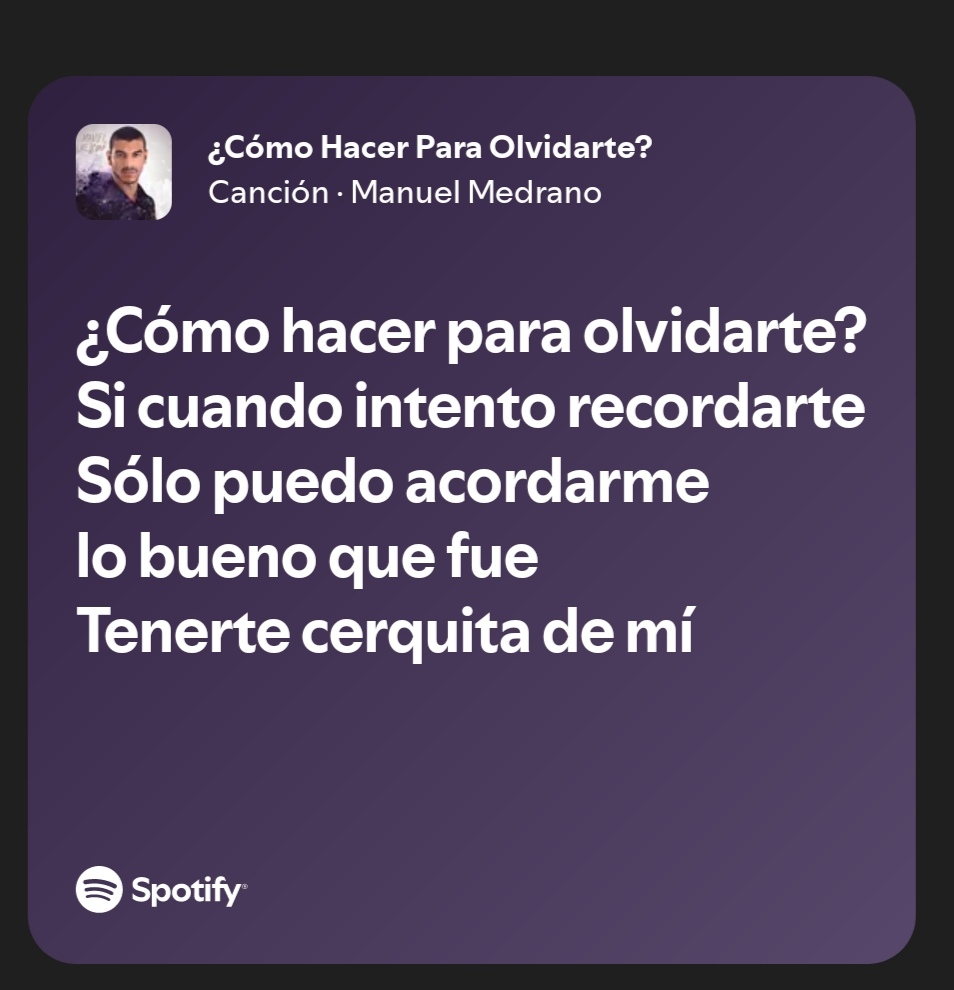 ¿Cómo Hacer Para Olvidarte?
Canción · Manuel Medrano
¿Cómo hacer para olvidarte?
Si cuando intento recordarte
Sólo puedo acordarme
lo bueno que fue
Tenerte cerquita de mí
Spotify®